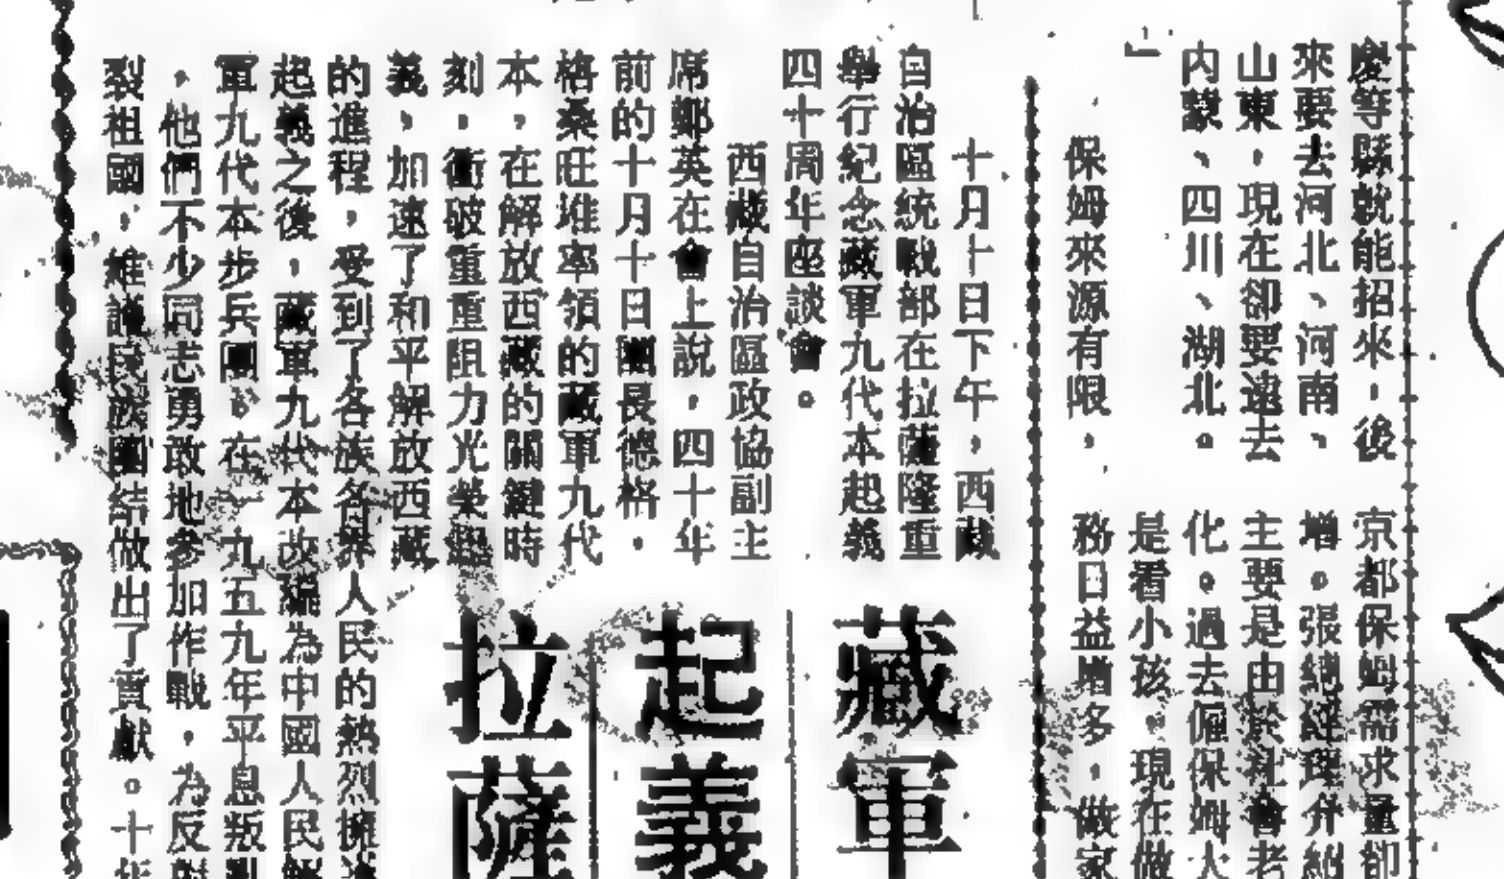 慶等縣就能招來，後
來要去河北、河南、
山東，現在卻要遠去
內蒙、四川、湖北。
」
保姆來源有限，
京都保姆需求量卻
增。張總經理介紹
主要是由於社會老
化。過去僱保姆大
是看小孩，現在做
務日益增多，做家
十月十日下午，西藏
自治區統戰部在拉薩隆重
舉行紀念藏軍九代本起義
四十周年座談會。
西藏自治區政協副主
席鄭英在會上說，四十年
前的十月十日團長德格．
格桑旺堆率領的藏軍九代
本，在解放西藏的關鍵時
刻，衝破重重阻力光榮起
義，加速了和平解放西藏
的進程，受到了各族各界人民的熱烈擁
起義之後，藏軍九代本改編為中國人民解
軍九代本步兵團。在一九五九年平息叛亂
，他們不少同志勇敢地參加作戰，為反對
裂祖國，維護民族團結做出了貢獻。十年
藏軍
起義
拉薩